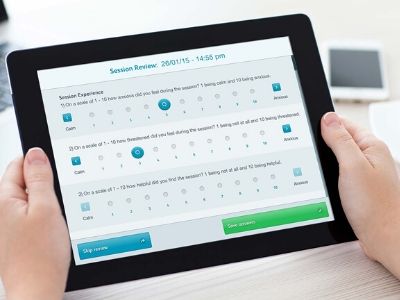 Session Review: 26/01/15 - 14:55 pm
Session Experience
1) On a scale of 1 - 10 how anxious did you feel during the session? 1 being calm and 10 being anxious.
Calm 1 2 3 4 5 6 7 8 9 10 Anxious
2) On a scale of 1 - 10 how threatened did you feel during the session? 1 being not at all and 10 being threatened
Calm 1 2 3 4 5 6 7 8 9 10 Anxious
2) On a scale of 1 - 10 how helpful did you find the session? 1 being not at all and 10 being helpful.
Calm 1 2 3 4 5 6 7 8 9 10 Anxious
Skip review
Save answers